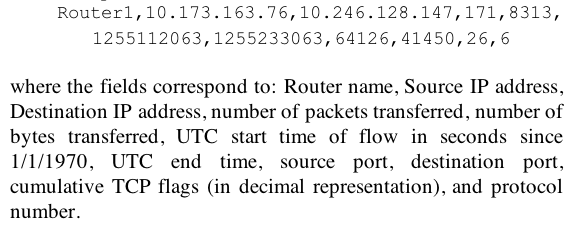 Router1,10.173.163.76,10.246.128.147,171,8313,
1255112063,1255233063,64126,41450,26,6
where the fields correspond to: Router name, Source IP address,
Destination IP address, number of packets transferred, number of
bytes transferred, UTC start time of flow in seconds since
1/1/1970, UTC end time, source port, destination port,
cumulative TCP flags (in decimal representation), and protocol
number.